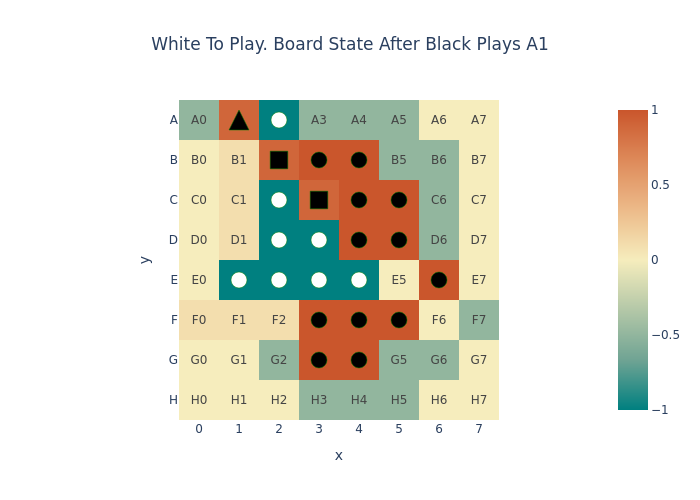 White To Play. Board State After Black Plays A1
A A0 A3 A4 A5 A6 A7
B B0 B1 B5 B6 B7
C C0 C1 C6 C7
D D0 D1 D6 D7
E E0 E5 E7
F F0 F1 F2 F6 F7
G G0 G1 G2 G5 G6 G7
H H0 H1 H2 H3 H4 H5 H6 H7
0 1 2 3 4 5 6 7
x
y
1
0.5
0
−0.5
−1